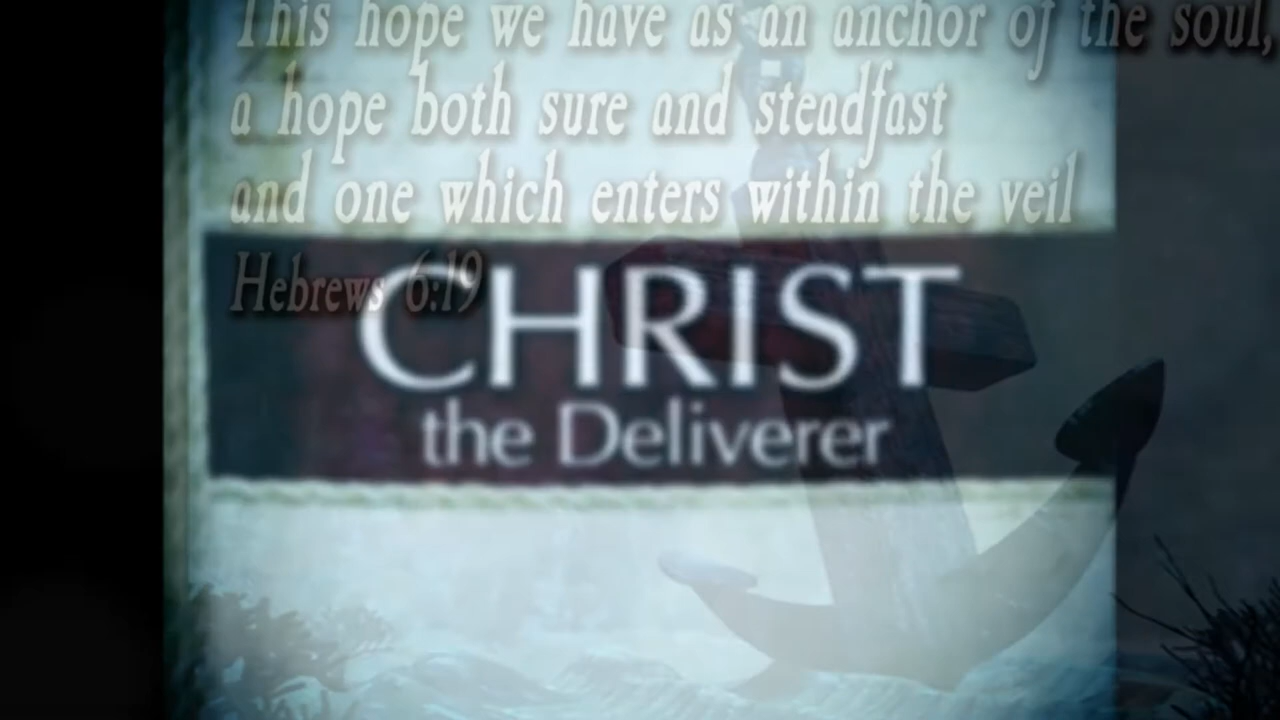 This hope we have as an anchor of the soul,
a hope both sure and steadfast
and one which enters within the veil
Hebrews 6:19
CHRIST
the Deliverer